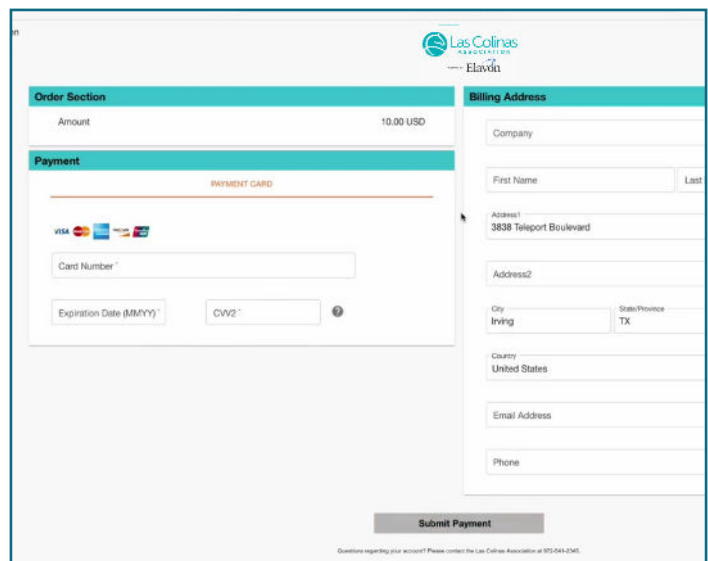 on
Las Colinas
ASSOCIATION
Elavon
Order Section
Amount 10.00 USD
Payment
PAYMENT CARD
VISA
Card Number *
Expiration Date (MMYY) *
CVV2 *
?
Billing Address
Company
First Name
Last
Address1
3838 Teleport Boulevard
Address2
City
Irving
State/Province
TX
Country
United States
Email Address
Phone
Submit Payment
Questions regarding your account? Please contact the Las Colinas Association at 972-541-2345.